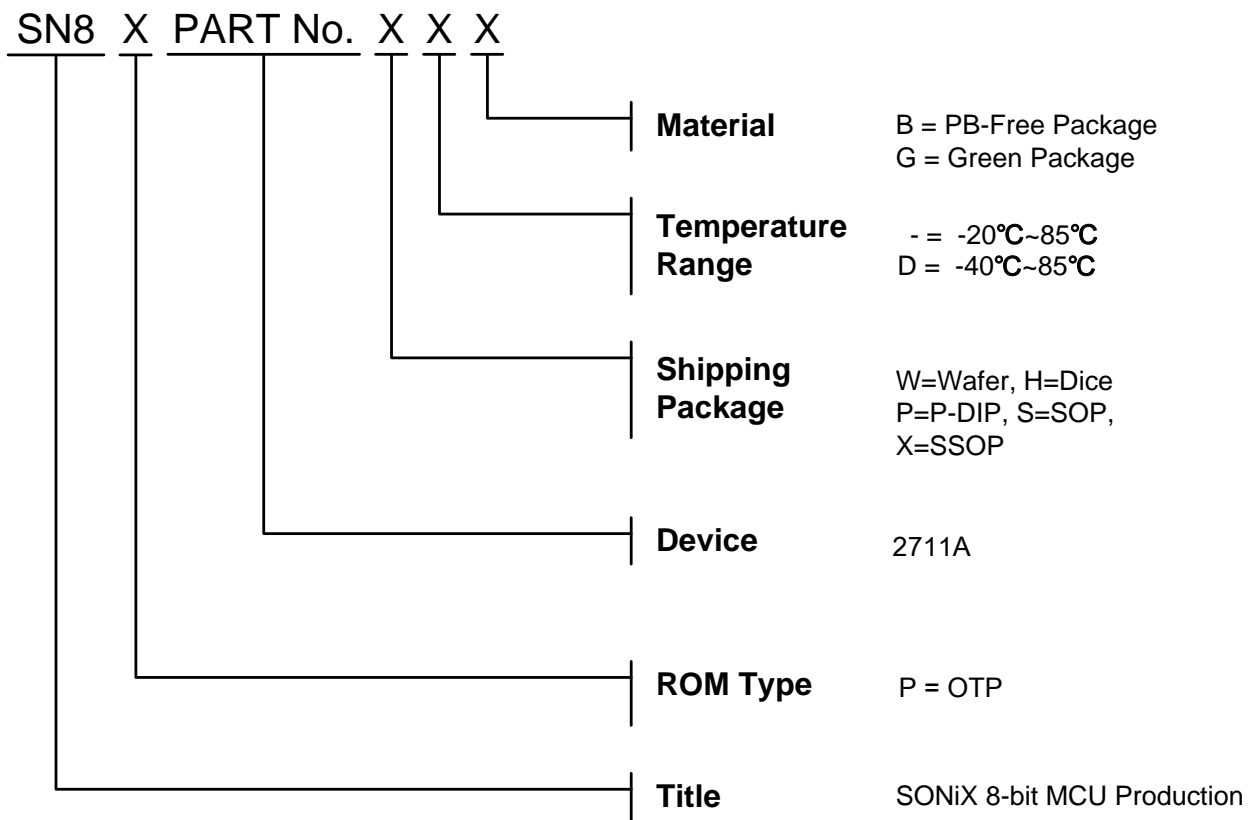 SN8 X PART No. X X X
Material
B = PB-Free Package
G = Green Package
Temperature
Range
- = -20℃~85℃
D = -40℃~85℃
Shipping
Package
W=Wafer, H=Dice
P=P-DIP, S=SOP,
X=SSOP
Device
2711A
ROM Type
P = OTP
Title
SONiX 8-bit MCU Production